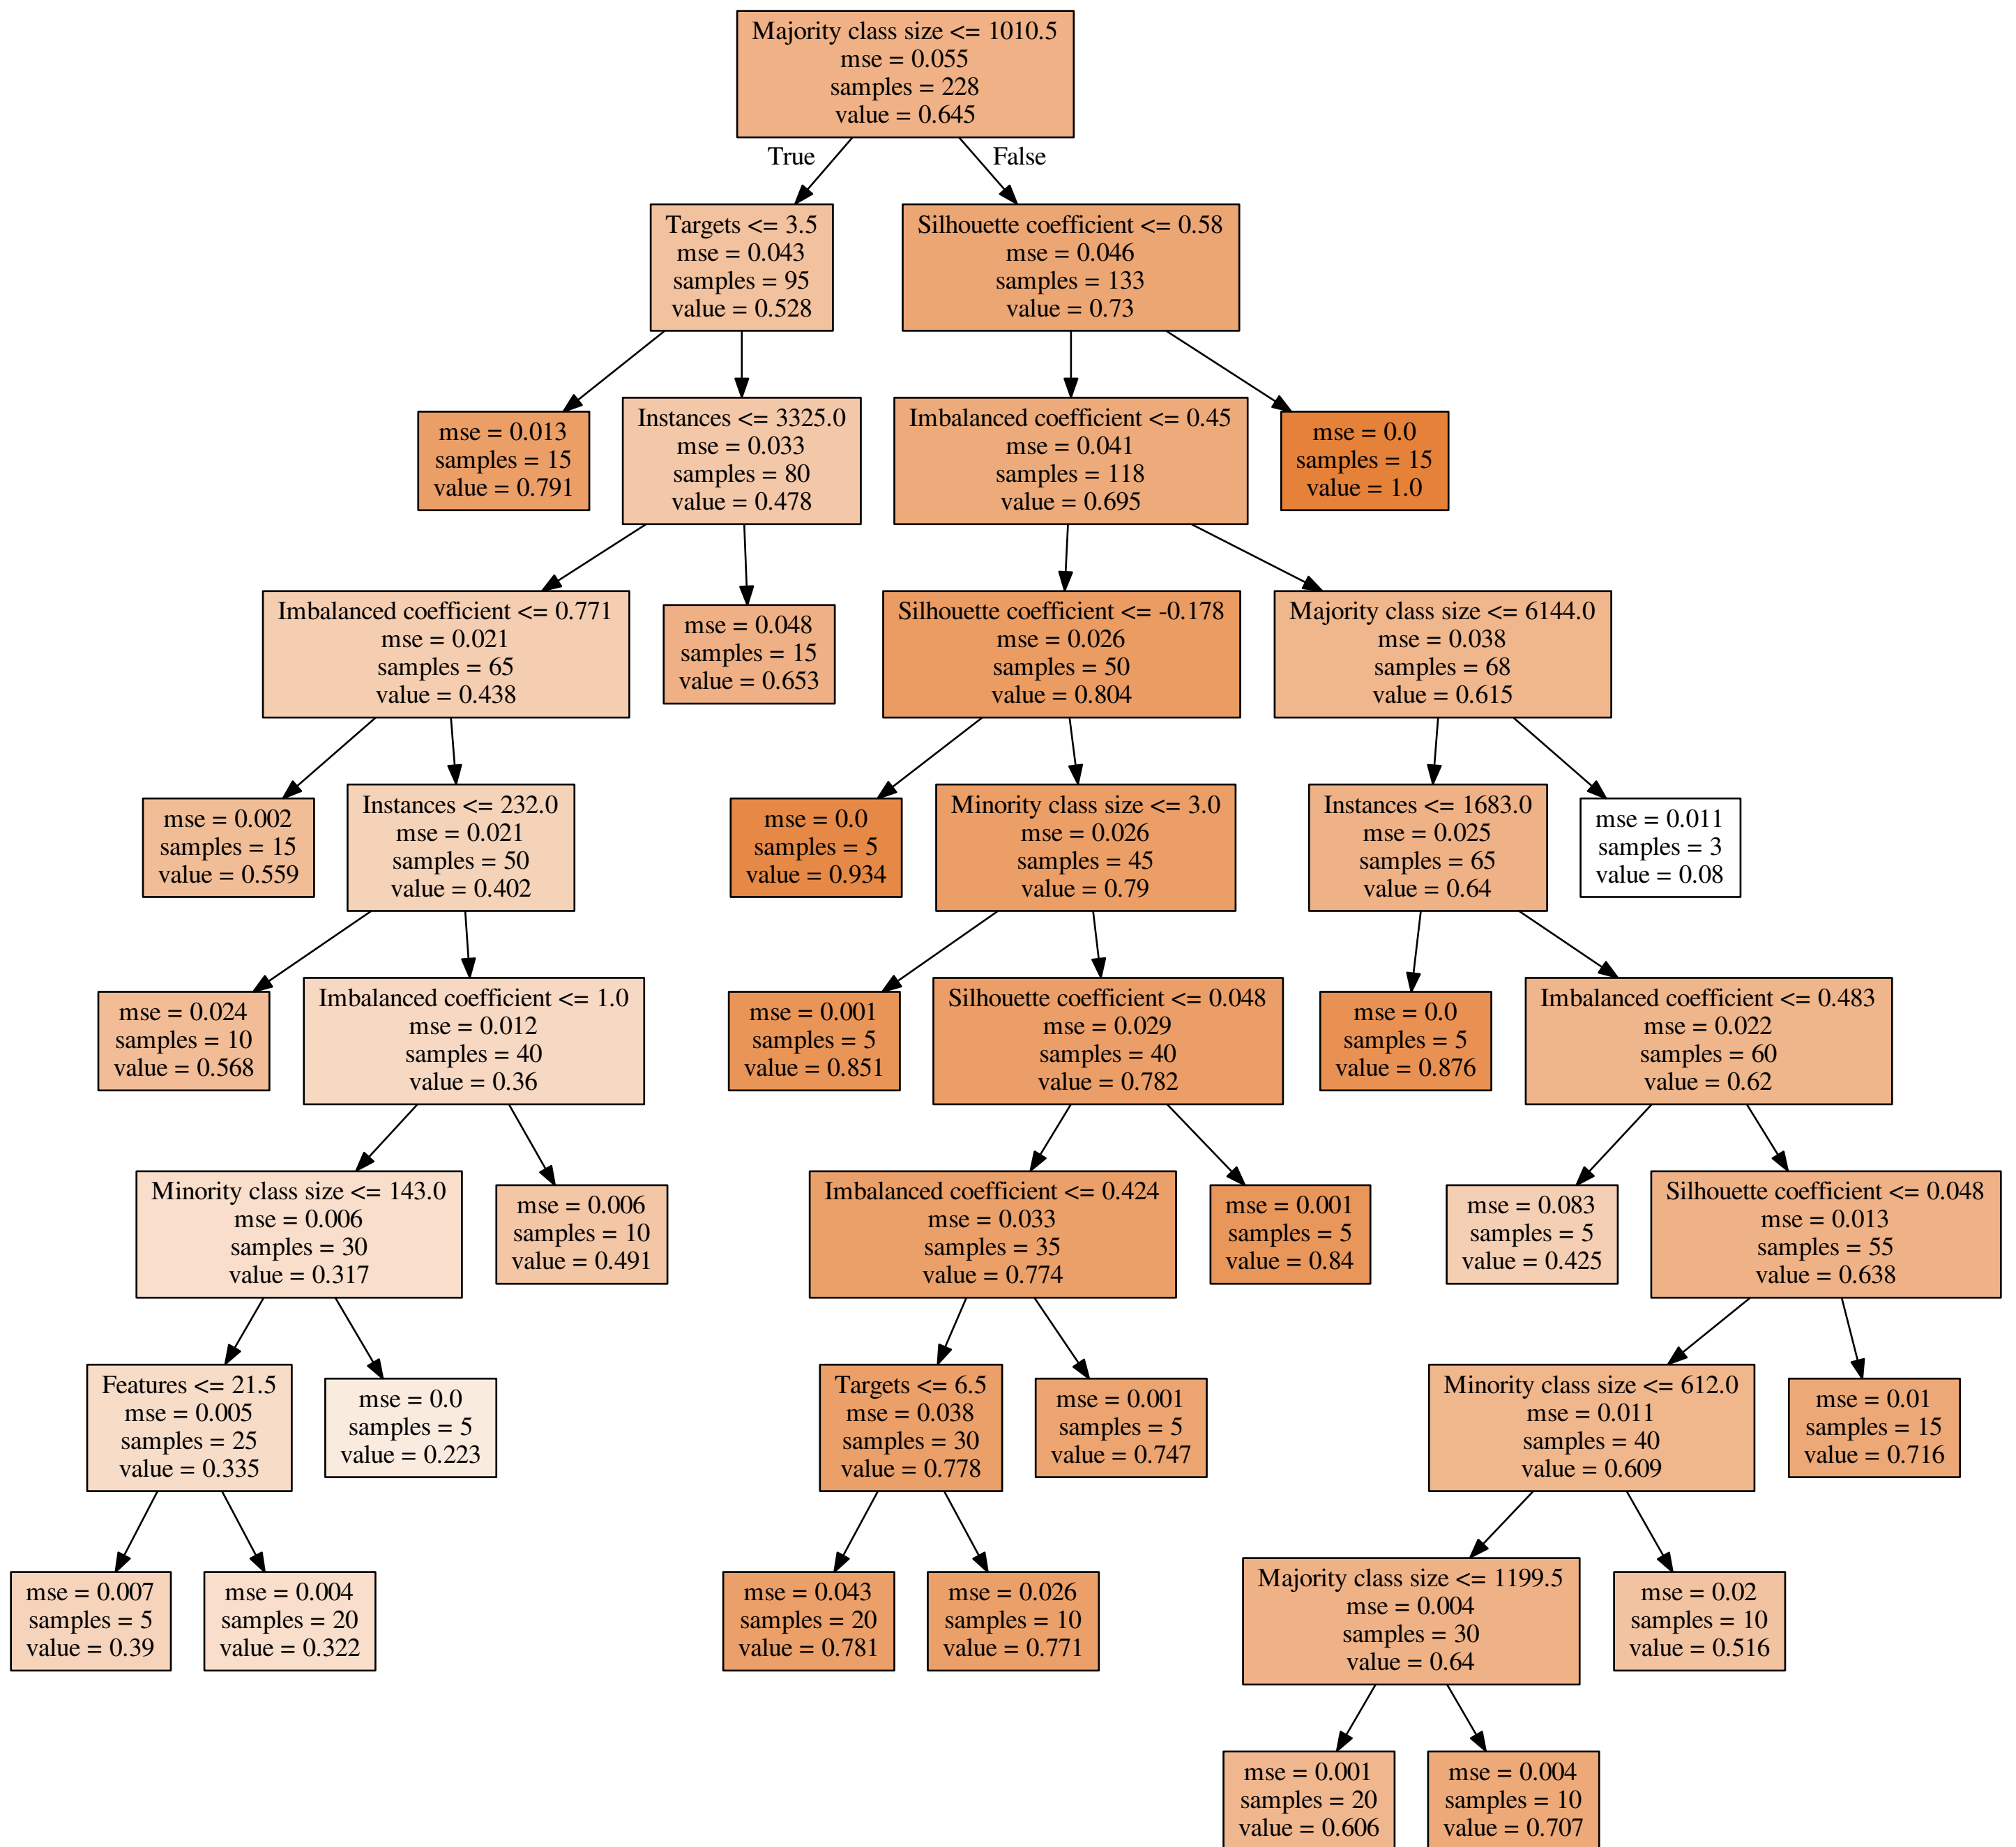 Majority class size <= 1010.5
mse = 0.055
samples = 228
value = 0.645
True
False
Targets <= 3.5
mse = 0.043
samples = 95
value = 0.528
Silhouette coefficient <= 0.58
mse = 0.046
samples = 133
value = 0.73
mse = 0.013
samples = 15
value = 0.791
Instances <= 3325.0
mse = 0.033
samples = 80
value = 0.478
Imbalanced coefficient <= 0.45
mse = 0.041
samples = 118
value = 0.695
mse = 0.0
samples = 15
value = 1.0
Imbalanced coefficient <= 0.771
mse = 0.021
samples = 65
value = 0.438
mse = 0.048
samples = 15
value = 0.653
Silhouette coefficient <= -0.178
mse = 0.026
samples = 50
value = 0.804
Majority class size <= 6144.0
mse = 0.038
samples = 68
value = 0.615
mse = 0.002
samples = 15
value = 0.559
Instances <= 232.0
mse = 0.021
samples = 50
value = 0.402
mse = 0.0
samples = 5
value = 0.934
Minority class size <= 3.0
mse = 0.026
samples = 45
value = 0.79
Instances <= 1683.0
mse = 0.025
samples = 65
value = 0.64
mse = 0.011
samples = 3
value = 0.08
mse = 0.024
samples = 10
value = 0.568
Imbalanced coefficient <= 1.0
mse = 0.012
samples = 40
value = 0.36
mse = 0.001
samples = 5
value = 0.851
Silhouette coefficient <= 0.048
mse = 0.029
samples = 40
value = 0.782
mse = 0.0
samples = 5
value = 0.876
Imbalanced coefficient <= 0.483
mse = 0.022
samples = 60
value = 0.62
Minority class size <= 143.0
mse = 0.006
samples = 30
value = 0.317
mse = 0.006
samples = 10
value = 0.491
Imbalanced coefficient <= 0.424
mse = 0.033
samples = 35
value = 0.774
mse = 0.001
samples = 5
value = 0.84
mse = 0.083
samples = 5
value = 0.425
Silhouette coefficient <= 0.048
mse = 0.013
samples = 55
value = 0.638
Features <= 21.5
mse = 0.005
samples = 25
value = 0.335
mse = 0.0
samples = 5
value = 0.223
Targets <= 6.5
mse = 0.038
samples = 30
value = 0.778
mse = 0.001
samples = 5
value = 0.747
Minority class size <= 612.0
mse = 0.011
samples = 40
value = 0.609
mse = 0.01
samples = 15
value = 0.716
mse = 0.007
samples = 5
value = 0.39
mse = 0.004
samples = 20
value = 0.322
mse = 0.043
samples = 20
value = 0.781
mse = 0.026
samples = 10
value = 0.771
Majority class size <= 1199.5
mse = 0.004
samples = 30
value = 0.64
mse = 0.02
samples = 10
value = 0.516
mse = 0.001
samples = 20
value = 0.606
mse = 0.004
samples = 10
value = 0.707